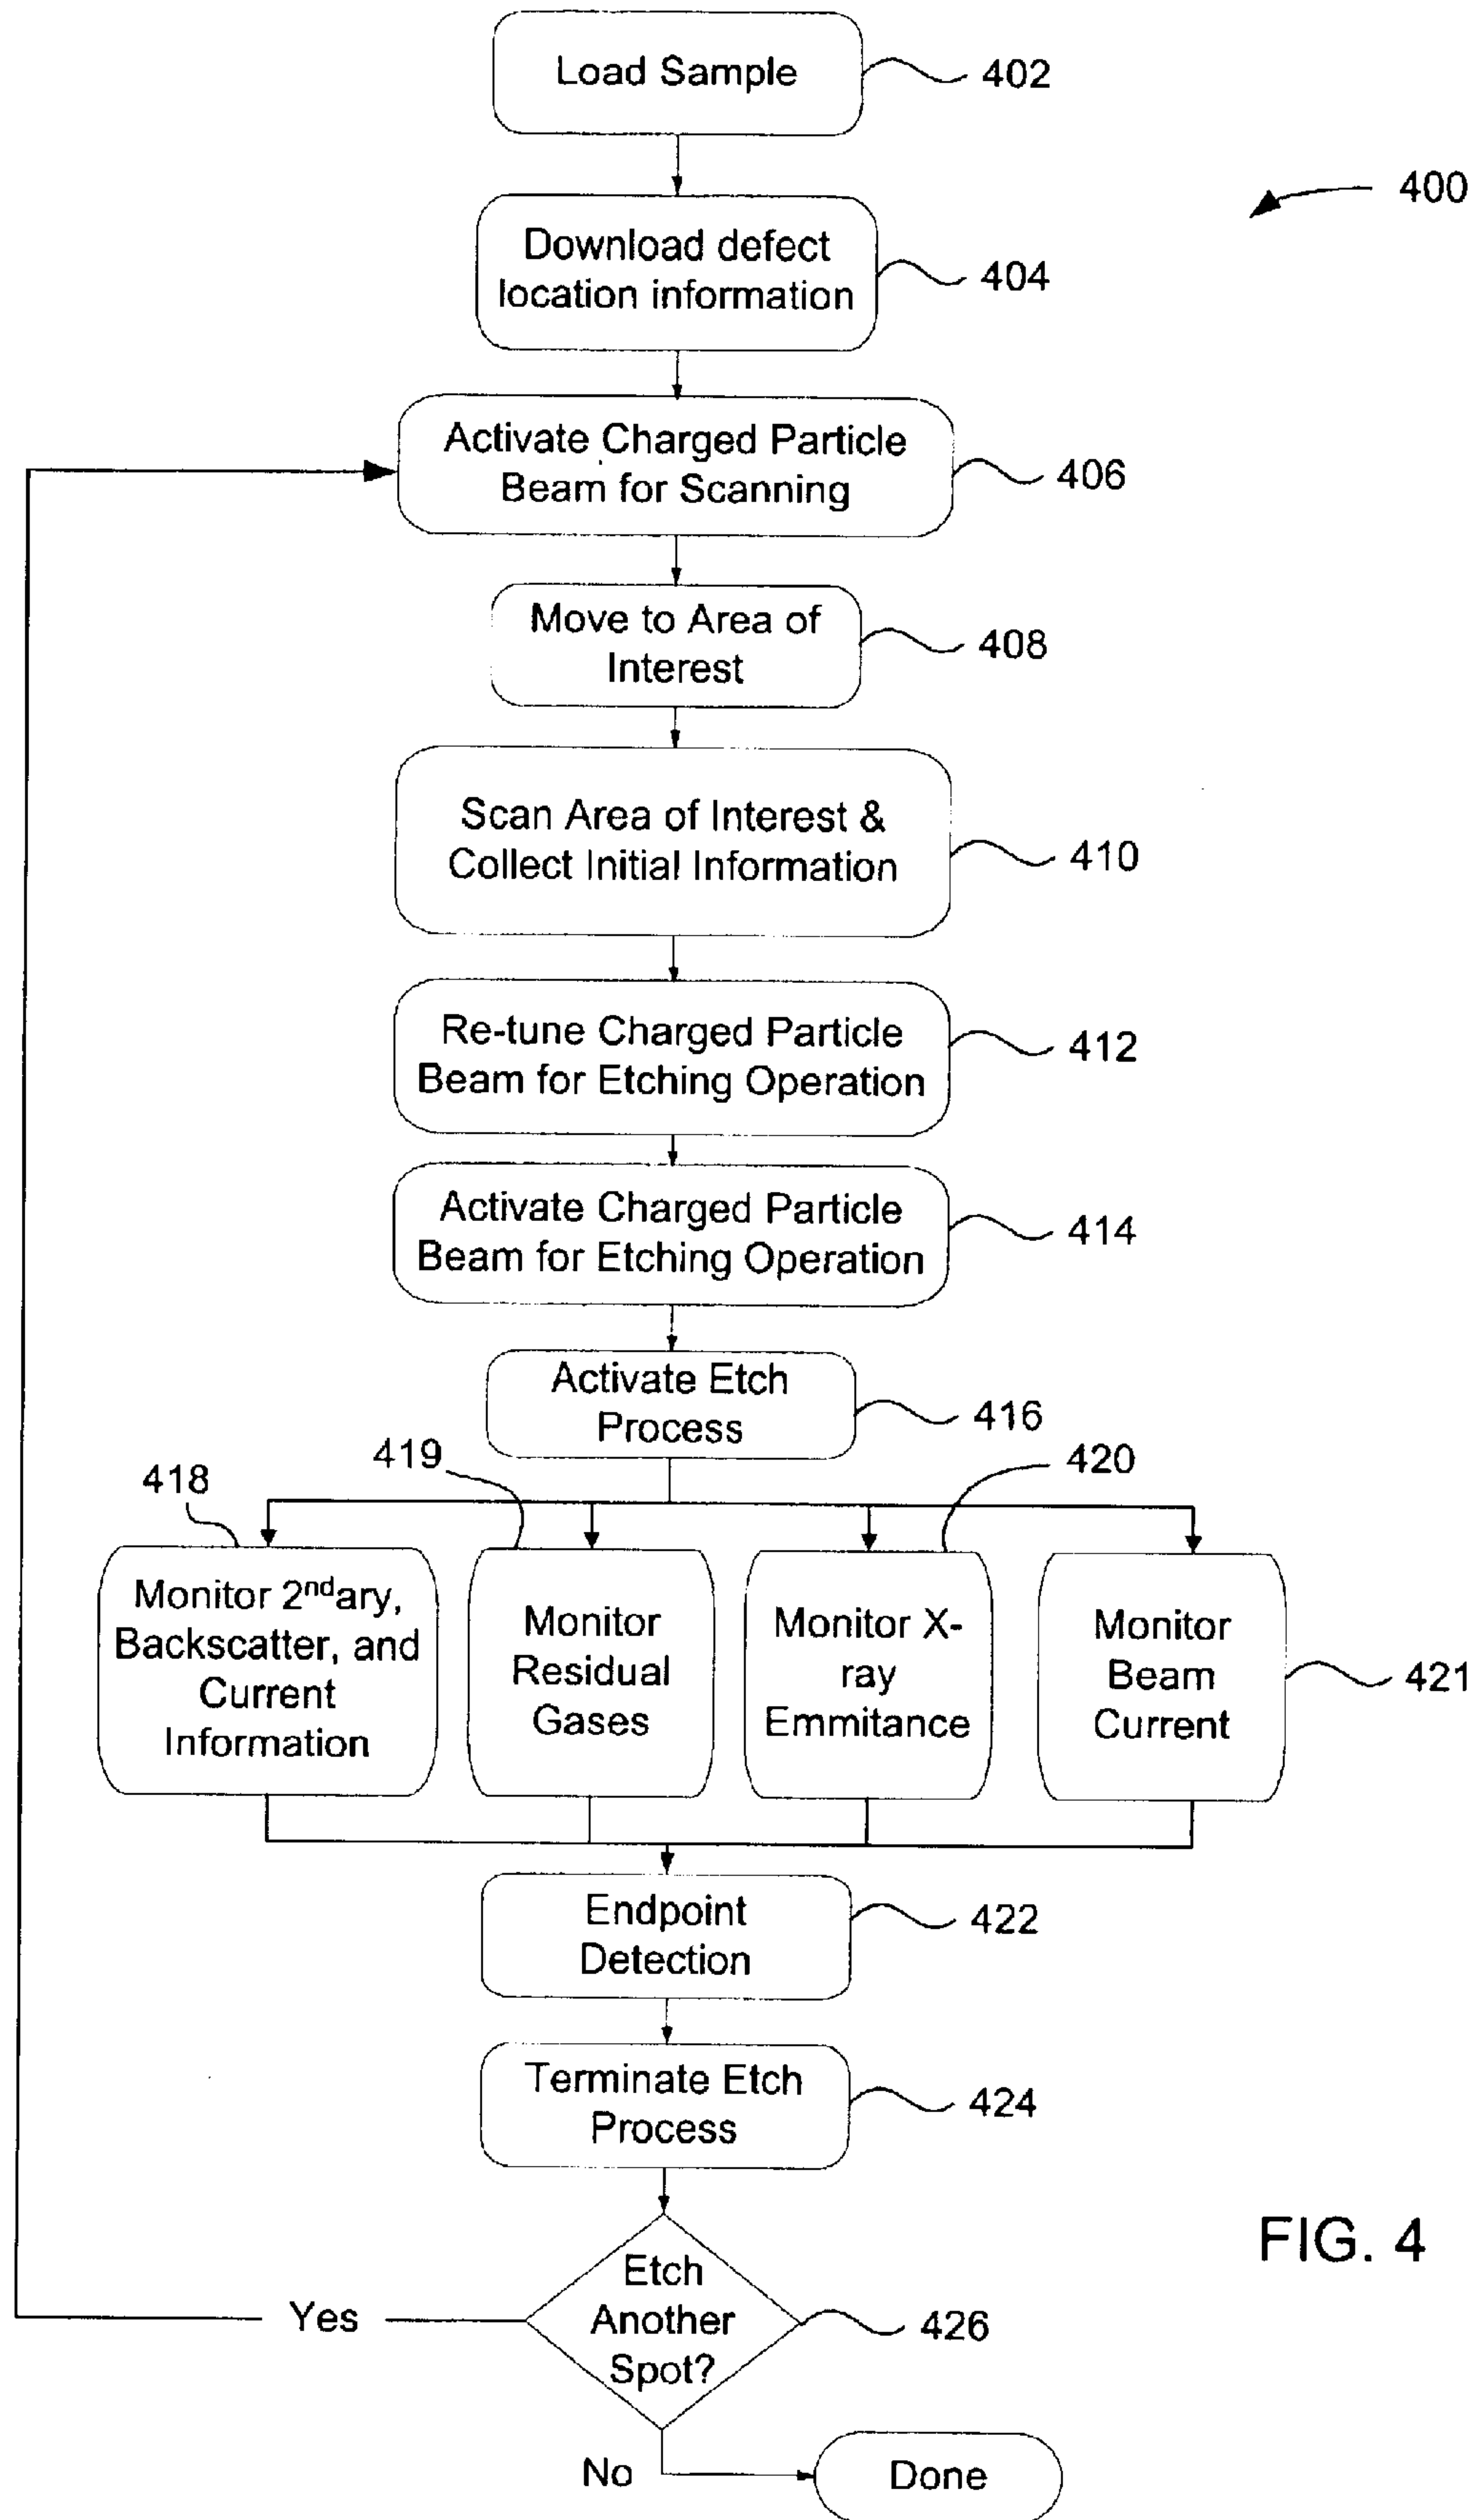 Load Sample
402
400
Download defect
location information
404
Activate Charged Particle
Beam for Scanning
406
Move to Area of
Interest
408
Scan Area of Interest &
Collect Initial Information
410
Re-tune Charged Particle
Beam for Etching Operation
412
Activate Charged Particle
Beam for Etching Operation
414
Activate Etch
Process
416
418
419
420
Monitor 2ndary,
Backscatter, and
Current
Information
Monitor
Residual
Gases
Monitor X-
ray
Emmitance
Monitor
Beam
Current
421
Endpoint
Detection
422
Terminate Etch
Process
424
FIG. 4
Etch
Another
Spot?
Yes
426
No
Done